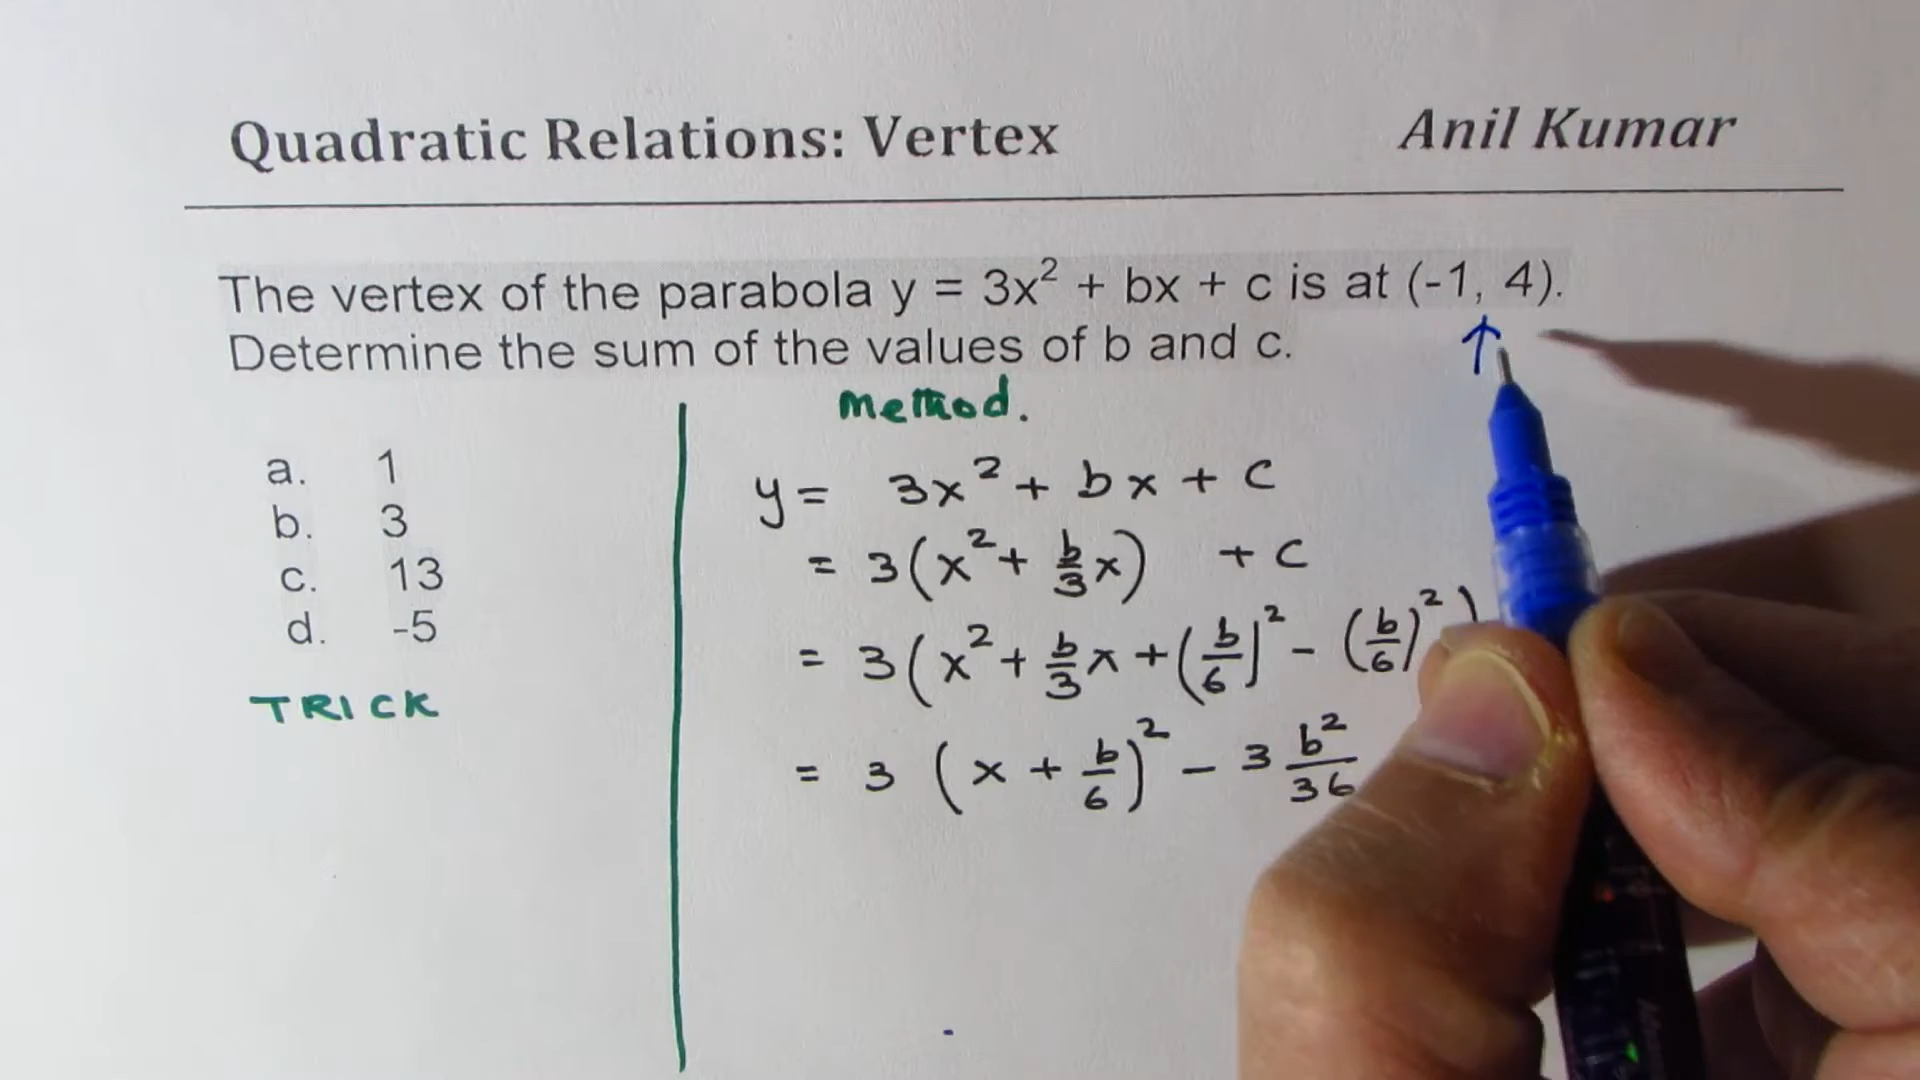 Quadratic Relations: Vertex Anil Kumar
The vertex of the parabola y = 3x² + bx + c is at (-1, 4).
Determine the sum of the values of b and c.
a. 1
b. 3
c. 13
d. -5
TRICK
Method.
y = 3x² + bx + c
= 3(x² + b/3 x) + c
= 3(x² + b/3 x + (b/6)² - (b/6)²)
= 3 (x + b/6)² - 3 b²/36